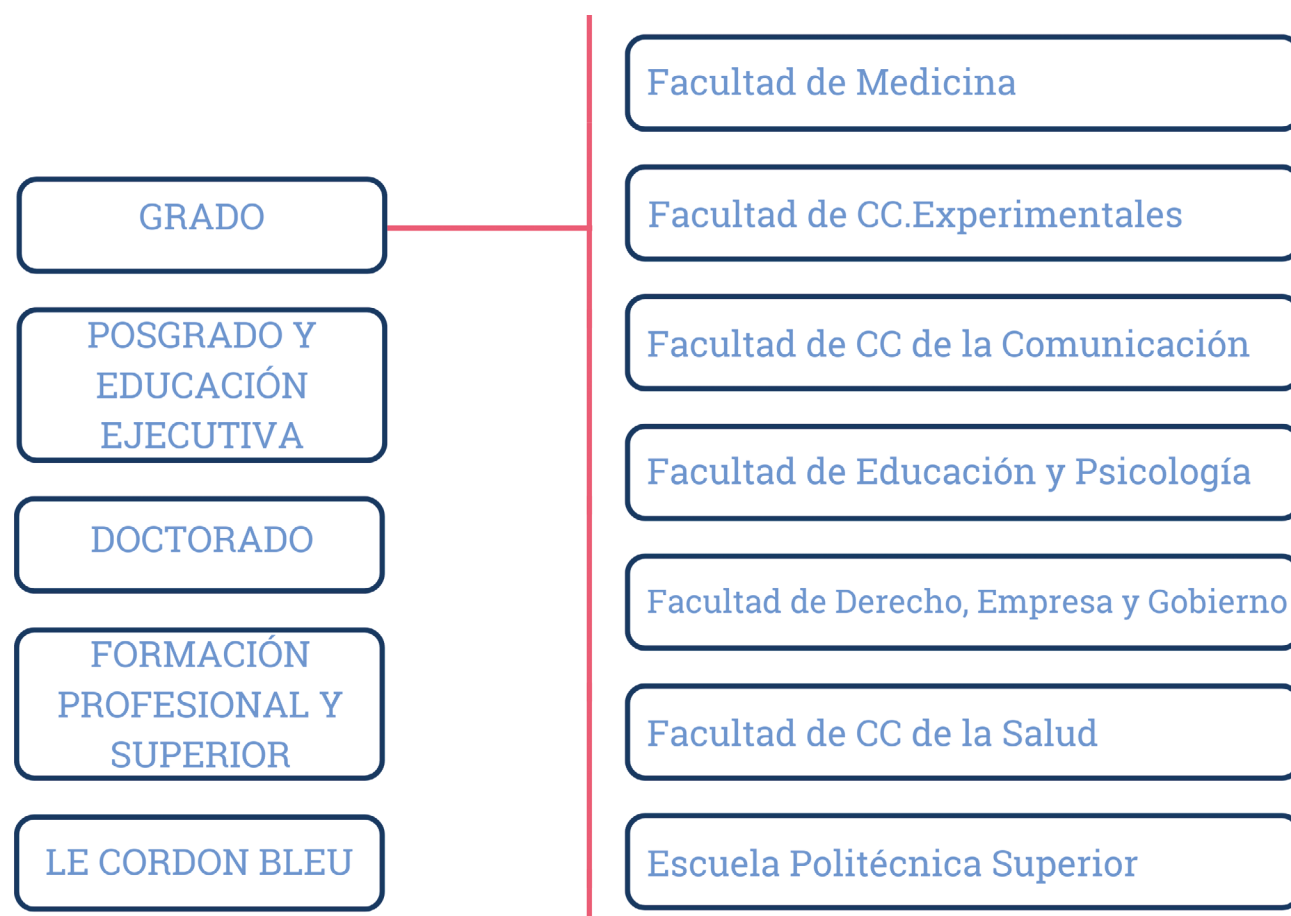 GRADO
POSGRADO Y
EDUCACIÓN
EJECUTIVA
DOCTORADO
FORMACIÓN
PROFESIONAL Y
SUPERIOR
LE CORDON BLEU
Facultad de Medicina
Facultad de CC.Experimentales
Facultad de CC de la Comunicación
Facultad de Educación y Psicología
Facultad de Derecho, Empresa y Gobierno
Facultad de CC de la Salud
Escuela Politécnica Superior